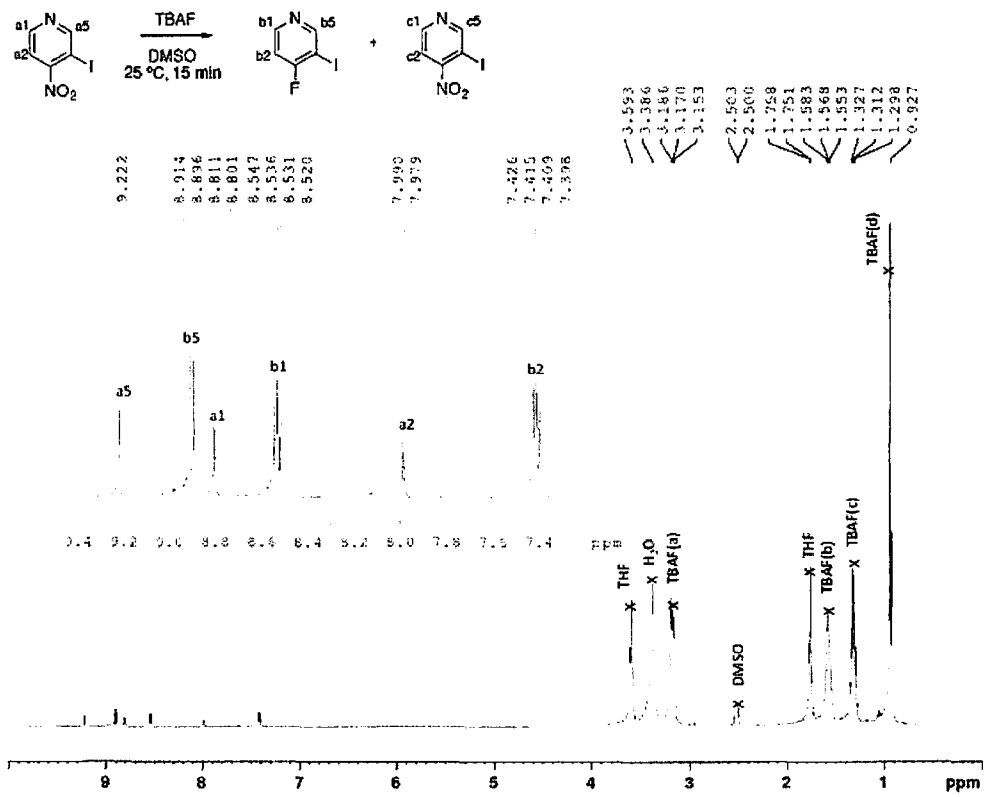 a1 N a5
a2 I
NO₂
TBAF
DMSO
25 ºC, 15 min
b1 N b5
b2 I
F
+
c1 N c5
c2 I
NO₂
3.593
3.386
3.186
3.170
3.153
2.503
2.500
1.768
1.751
1.583
1.568
1.553
1.327
1.312
1.298
0.927
9.222
8.914
8.896
8.811
8.801
8.547
8.536
8.531
8.520
7.990
7.979
7.426
7.415
7.409
7.398
TBAF(d)
a5
b5
a1
b1
a2
b2
9.4 9.2 9.0 8.8 8.6 8.4 8.2 8.0 7.8 7.6 7.4 ppm
THF
H₂O
TBAF(a)
DMSO
THF
TBAF(b)
TBAF(c)
9 8 7 6 5 4 3 2 1 ppm